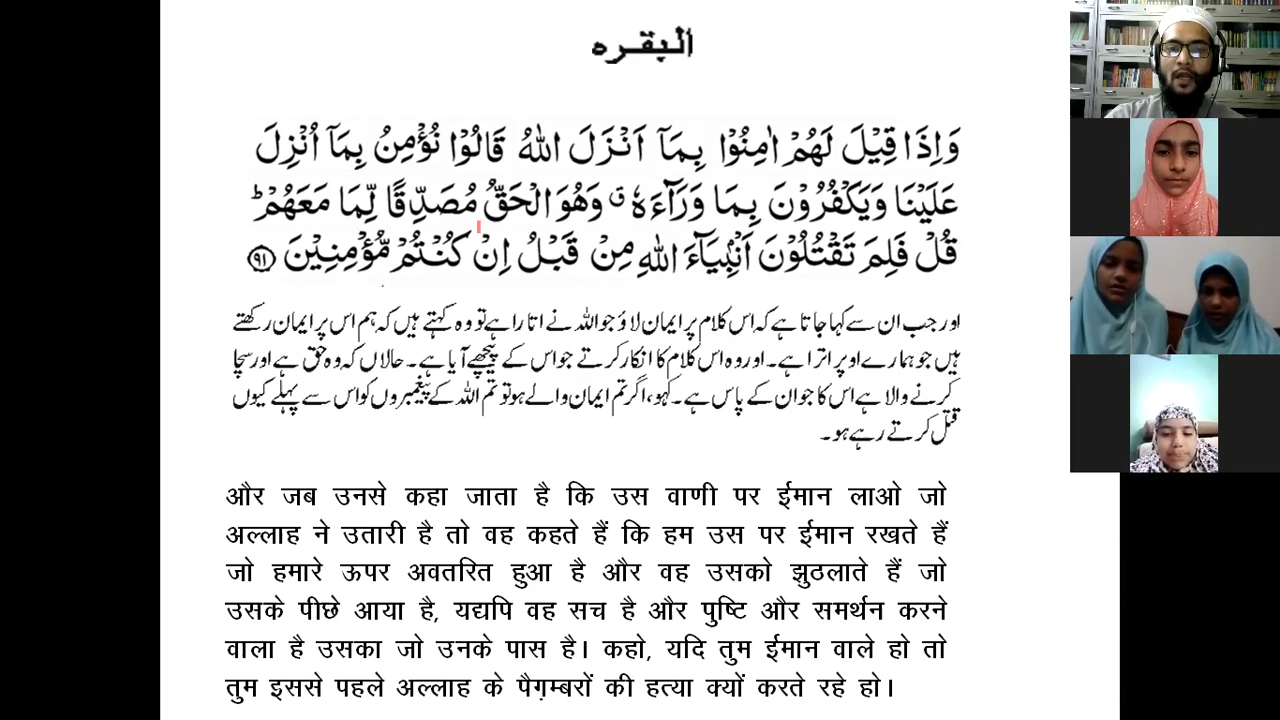 البقره
وَاِذَا قِيْلَ لَهُمْ اٰمِنُوْا بِمَآ اَنْزَلَ اللّٰهُ قَالُوْا نُؤْمِنُ بِمَآ اُنْزِلَ
عَلَيْنَا وَيَكْفُرُوْنَ بِمَا وَرَآءَهٗ ۗ وَهُوَ الْحَقُّ مُصَدِّقًا لِّمَا مَعَهُمْ ؕ
قُلْ فَلِمَ تَقْتُلُوْنَ اَنْۢبِيَآءَ اللّٰهِ مِنْ قَبْلُ اِنْ كُنْتُمْ مُّؤْمِنِيْنَ ﴿٩١﴾
اور جب ان سے کہا جاتا ہے کہ اس کلام پر ایمان لاؤ جو اللہ نے اتارا ہے تو وہ کہتے ہیں کہ ہم اس پر ایمان رکھتے
ہیں جو ہمارے اوپر اترا ہے۔ اور وہ اس کلام کا انکار کرتے جو اس کے پیچھے آیا ہے۔ حالاں کہ وہ حق ہے اور سچا
کرنے والا ہے اس کا جو ان کے پاس ہے۔ کہو، اگر تم ایمان والے ہو تو تم اللہ کے پیغمبروں کو اس سے پہلے کیوں
قتل کرتے رہے ہو۔
और जब उनसे कहा जाता है कि उस वाणी पर ईमान लाओ जो
अल्लाह ने उतारी है तो वह कहते हैं कि हम उस पर ईमान रखते हैं
जो हमारे ऊपर अवतरित हुआ है और वह उसको झुठलाते हैं जो
उसके पीछे आया है, यद्यपि वह सच है और पुष्टि और समर्थन करने
वाला है उसका जो उनके पास है। कहो, यदि तुम ईमान वाले हो तो
तुम इससे पहले अल्लाह के पैग़म्बरों की हत्या क्यों करते रहे हो।